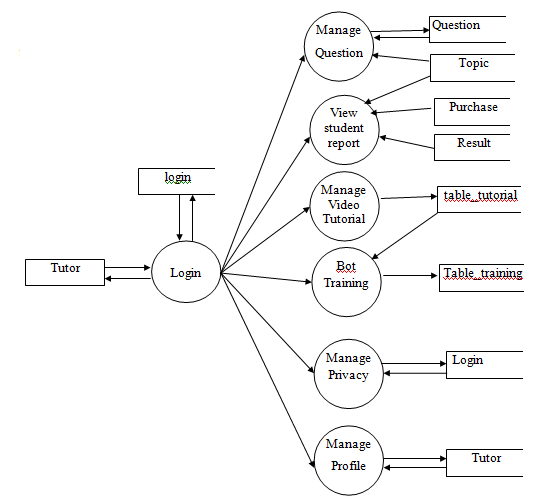 Manage
Question
Question
Topic
View
student
report
Purchase
Result
login
Manage
Video
Tutorial
table_tutorial
Tutor
Login
Bot
Training
Table_training
Manage
Privacy
Login
Manage
Profile
Tutor